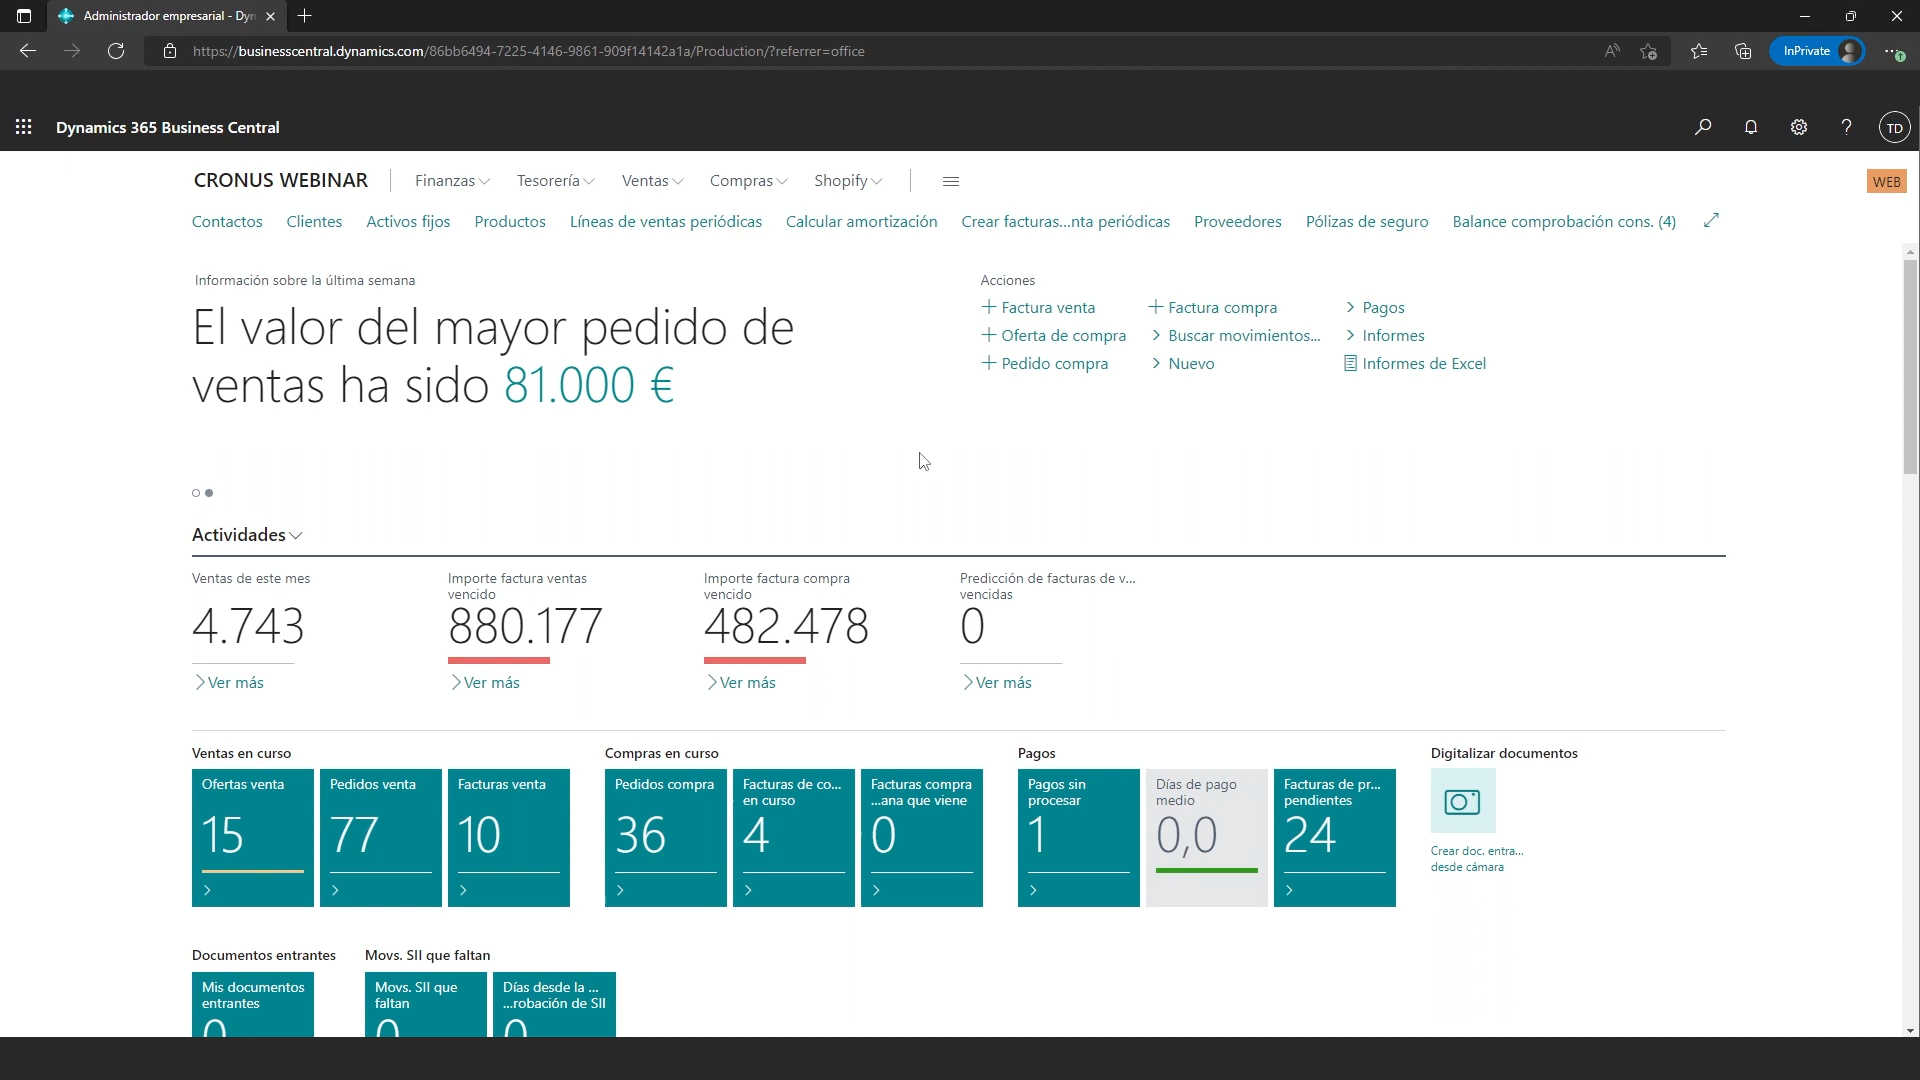 Administrador empresarial - Dyn
https://businesscentral.dynamics.com/86bb6494-7225-4146-9861-909f14142a1a/Production/?referrer=office
InPrivate
Dynamics 365 Business Central
TD
CRONUS WEBINAR
Finanzas
Tesorería
Ventas
Compras
Shopify
WEB
Contactos
Clientes
Activos fijos
Productos
Líneas de ventas periódicas
Calcular amortización
Crear facturas...nta periódicas
Proveedores
Pólizas de seguro
Balance comprobación cons. (4)
Información sobre la última semana
El valor del mayor pedido de
ventas ha sido 81.000 €
Acciones
Factura venta
Oferta de compra
Pedido compra
Factura compra
Buscar movimientos...
Nuevo
Pagos
Informes
Informes de Excel
Actividades
Ventas de este mes
4.743
Ver más
Importe factura ventas
vencido
880.177
Ver más
Importe factura compra
vencido
482.478
Ver más
Predicción de facturas de v...
vencidas
0
Ver más
Ventas en curso
Ofertas venta
15
Pedidos venta
77
Facturas venta
10
Compras en curso
Pedidos compra
36
Facturas de co...
en curso
4
Facturas compra
...ana que viene
0
Pagos
Pagos sin
procesar
1
Días de pago
medio
0,0
Facturas de pr...
pendientes
24
Digitalizar documentos
Crear doc. entra...
desde cámara
Documentos entrantes
Mis documentos
entrantes
0
Movs. SII que faltan
Movs. SII que
faltan
0
Días desde la ...
...robación de SII
0